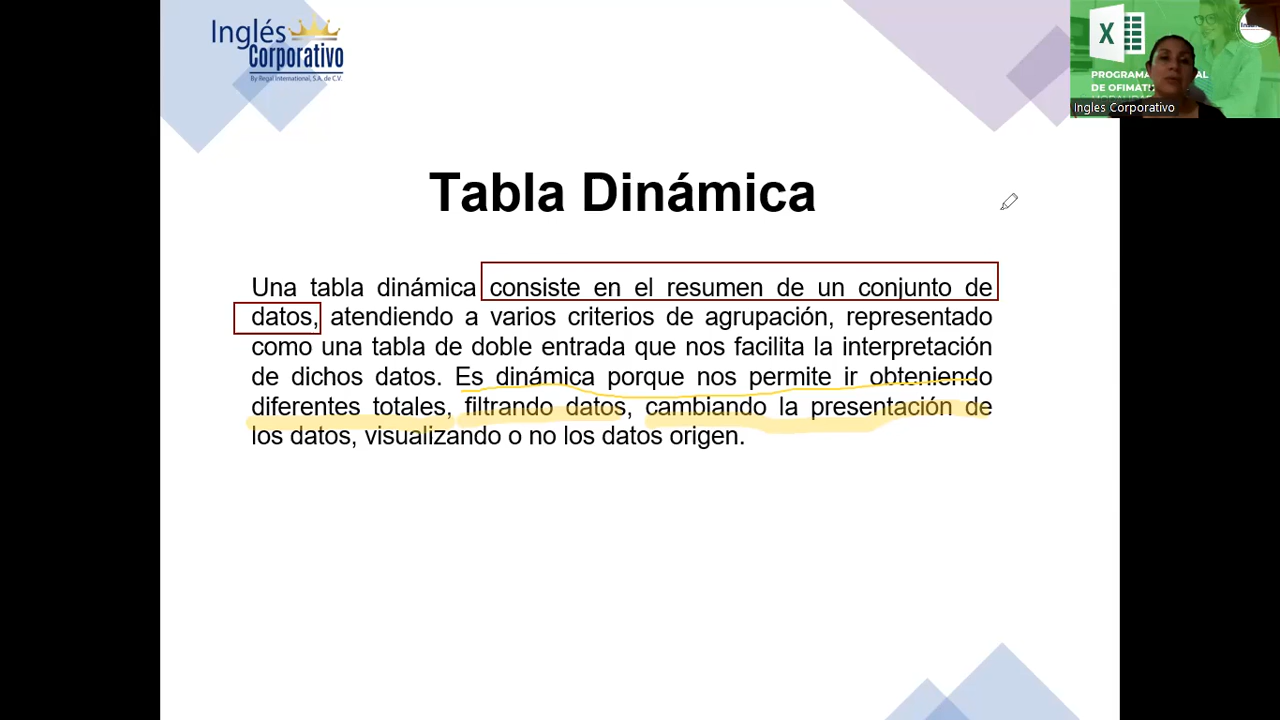 Inglés
Corporativo
By Regal International, S.A. de C.V.
PROGRAMA
DE OFIMÁT
Ingles Corporativo
Tabla Dinámica
Una tabla dinámica consiste en el resumen de un conjunto de
datos, atendiendo a varios criterios de agrupación, representado
como una tabla de doble entrada que nos facilita la interpretación
de dichos datos. Es dinámica porque nos permite ir obteniendo
diferentes totales, filtrando datos, cambiando la presentación de
los datos, visualizando o no los datos origen.